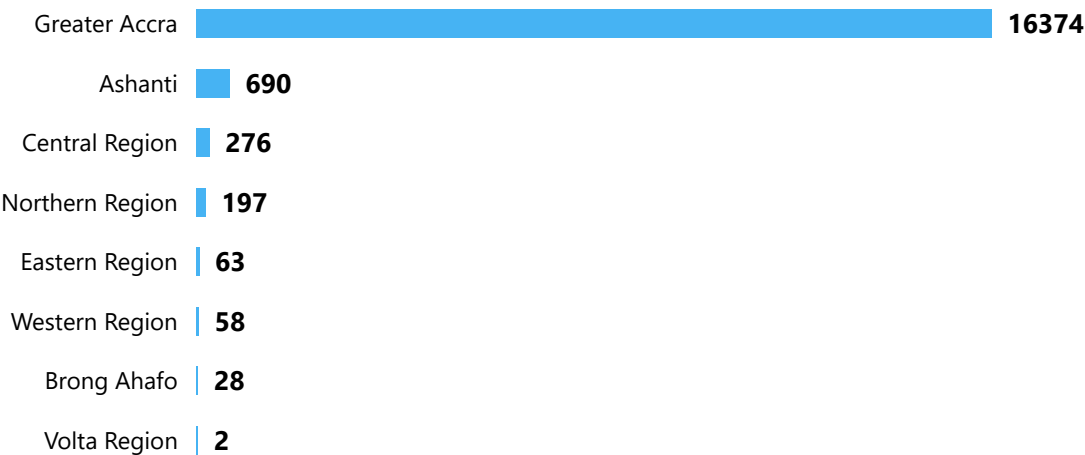 Greater Accra 16374
Ashanti 690
Central Region 276
Northern Region 197
Eastern Region 63
Western Region 58
Brong Ahafo 28
Volta Region 2